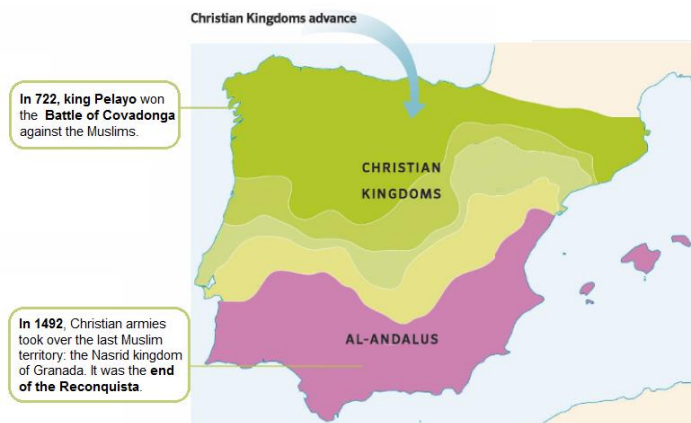 Christian Kingdoms advance
In 722, king Pelayo won
the Battle of Covadonga
against the Muslims.
CHRISTIAN
KINGDOMS
In 1492, Christian armies
took over the last Muslim
territory: the Nasrid kingdom
of Granada. It was the end
of the Reconquista.
AL-ANDALUS